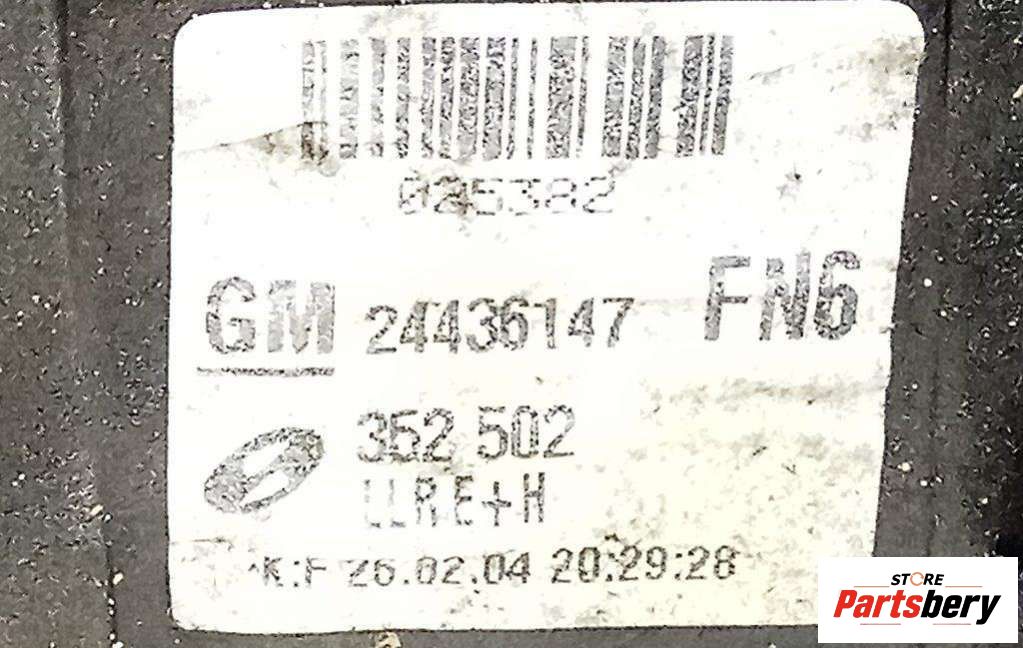 025382
GM 24436147 FN6
352 502
LLRE+H
K:F 26.02.04 20:29:28
STORE
Partsbery